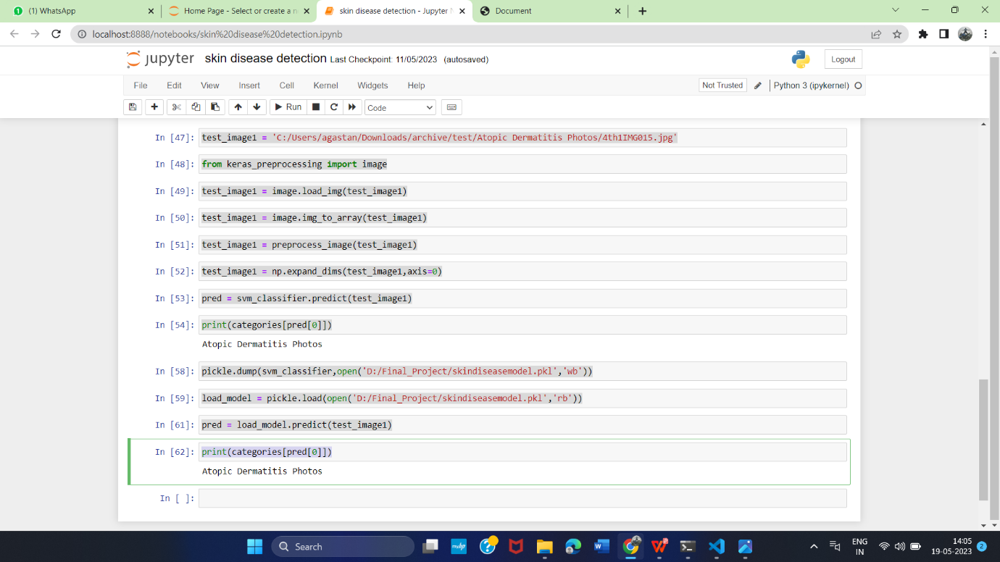 (1) WhatsApp
Home Page - Select or create a n
skin disease detection - Jupyter N
Document
localhost:8888/notebooks/skin%20disease%20detection.ipynb
jupyter skin disease detection Last Checkpoint: 11/05/2023 (autosaved)
Logout
File Edit View Insert Cell Kernel Widgets Help
Not Trusted
Python 3 (ipykernel)
Run
Code
In [47]: test_image1 = 'C:/Users/agastan/Downloads/archive/test/Atopic Dermatitis Photos/4th1IMG015.jpg'
In [48]: from keras_preprocessing import image
In [49]: test_image1 = image.load_img(test_image1)
In [50]: test_image1 = image.img_to_array(test_image1)
In [51]: test_image1 = preprocess_image(test_image1)
In [52]: test_image1 = np.expand_dims(test_image1,axis=0)
In [53]: pred = svm_classifier.predict(test_image1)
In [54]: print(categories[pred[0]])
Atopic Dermatitis Photos
In [58]: pickle.dump(svm_classifier,open('D:/Final_Project/skindiseasemodel.pkl','wb'))
In [59]: load_model = pickle.load(open('D:/Final_Project/skindiseasemodel.pkl','rb'))
In [61]: pred = load_model.predict(test_image1)
In [62]: print(categories[pred[0]])
Atopic Dermatitis Photos
In [ ]:
Search
myhp
ENG
IN
14:05
19-05-2023
2